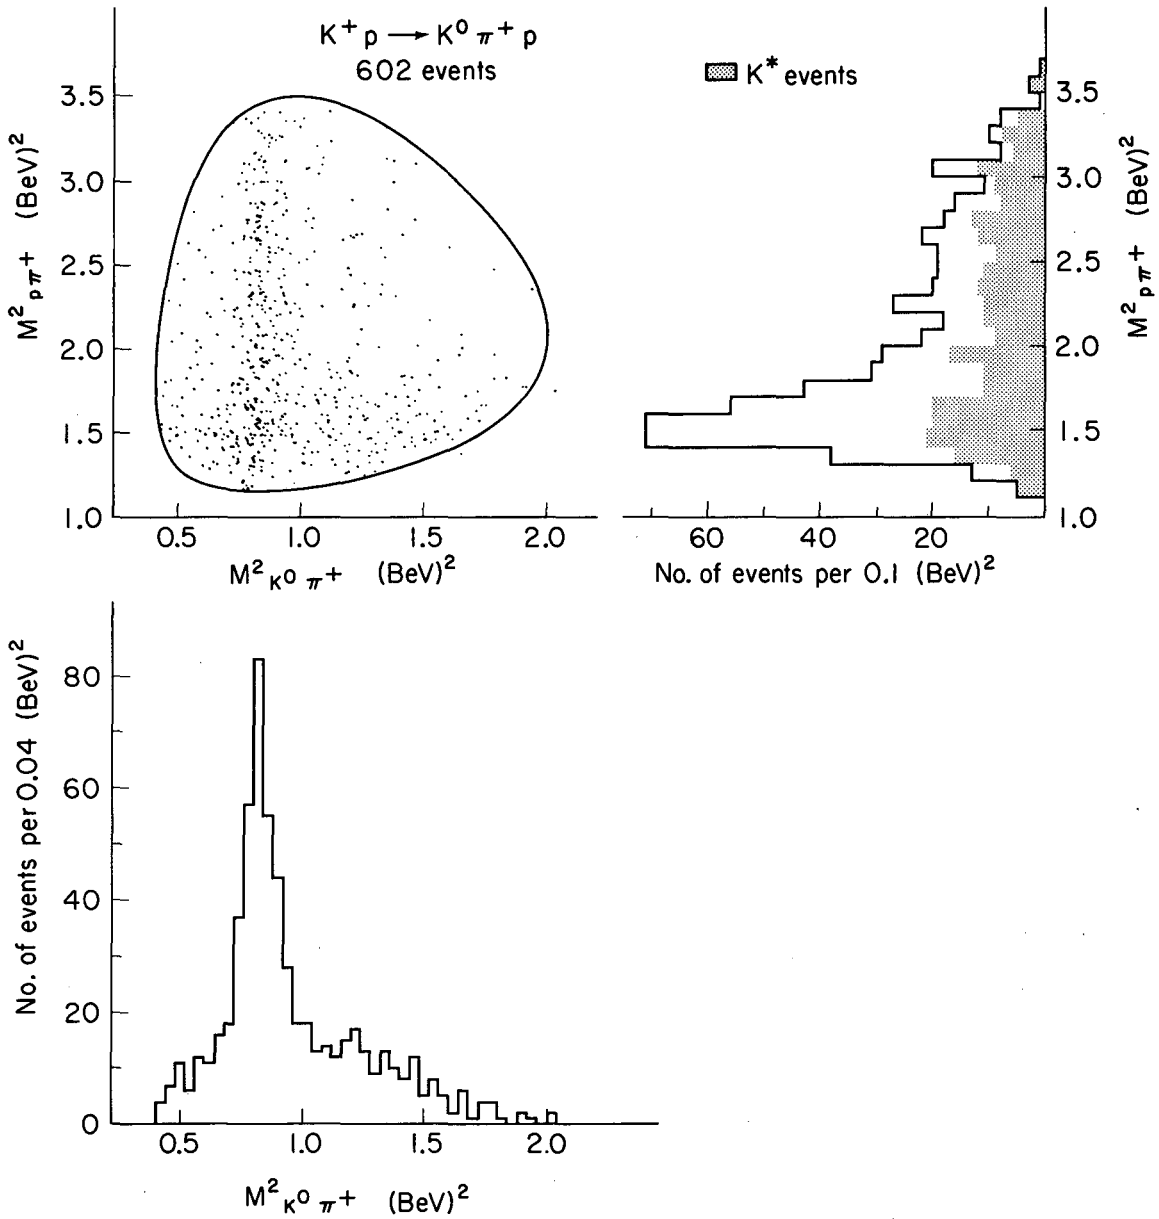 K⁺ p → K⁰ π⁺ p
602 events
K* events
M²pπ⁺ (BeV)²
3.5
3.0
2.5
2.0
1.5
1.0
0.5 1.0 1.5 2.0
M²K⁰π⁺ (BeV)²
3.5
3.0
2.5
2.0
1.5
1.0
M²pπ⁺ (BeV)²
60 40 20
No. of events per 0.1 (BeV)²
No. of events per 0.04 (BeV)²
80
60
40
20
0
0.5 1.0 1.5 2.0
M²K⁰π⁺ (BeV)²